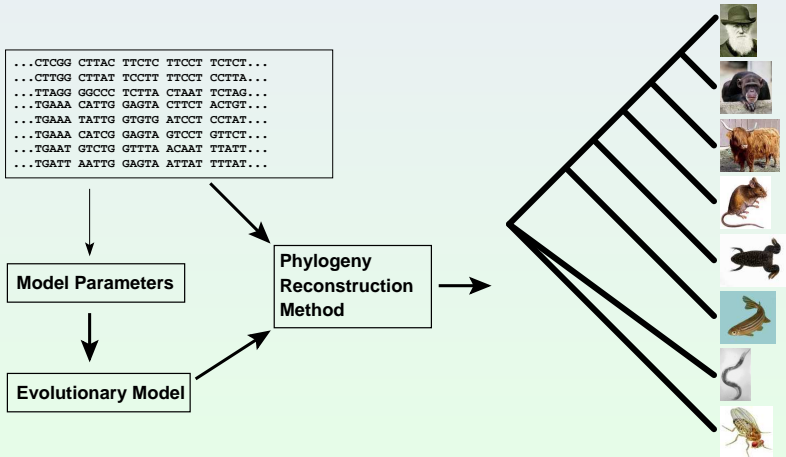 ...CTCGG CTTAC TTCTC TTCCT TCTCT...
...CTTGG CTTAT TCCTT TTCCT CCTTA...
...TTAGG GGCCC TCTTA CTAAT TCTAG...
...TGAAA CATTG GAGTA CTTCT ACTGT...
...TGAAA TATTG GTGTG ATCCT CCTAT...
...TGAAA CATCG GAGTA GTCCT GTTCT...
...TGAAT GTCTG GTTTA ACAAT TTATT...
...TGATT AATTG GAGTA ATTAT TTTAT...
Model Parameters
Evolutionary Model
Phylogeny
Reconstruction
Method